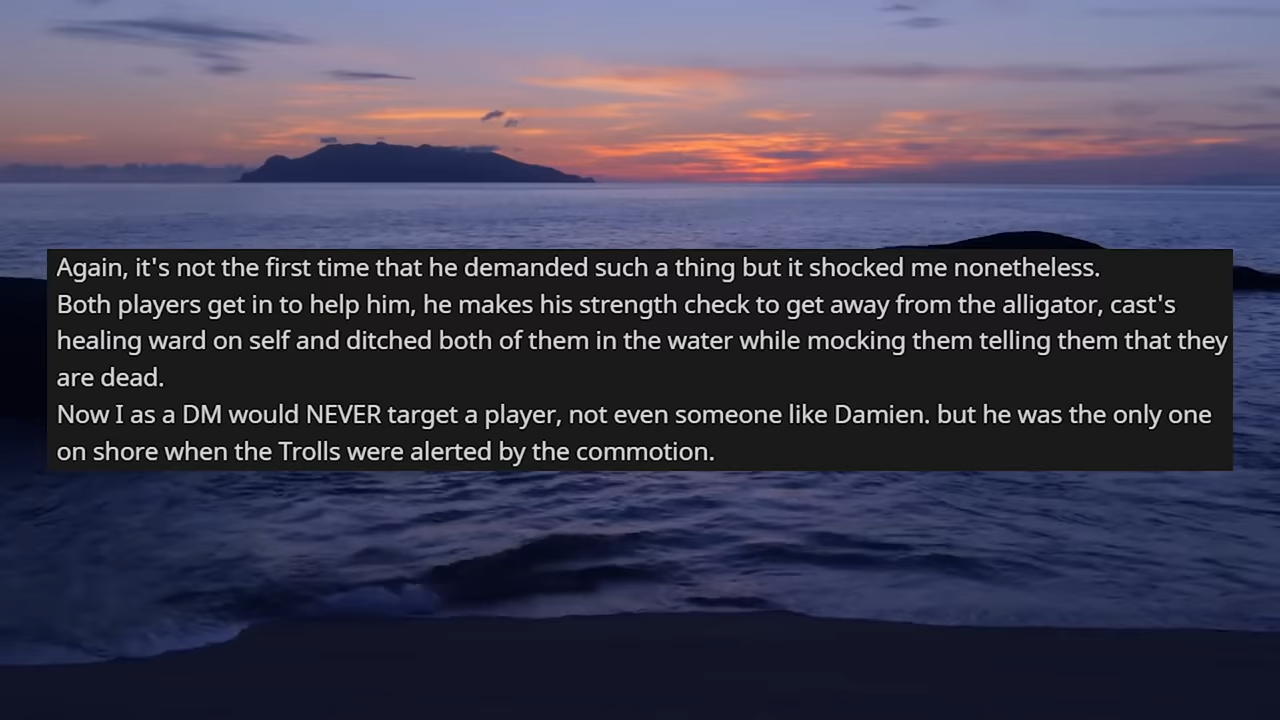 Again, it's not the first time that he demanded such a thing but it shocked me nonetheless.
Both players get in to help him, he makes his strength check to get away from the alligator, cast's
healing ward on self and ditched both of them in the water while mocking them telling them that they
are dead.
Now I as a DM would NEVER target a player, not even someone like Damien. but he was the only one
on shore when the Trolls were alerted by the commotion.